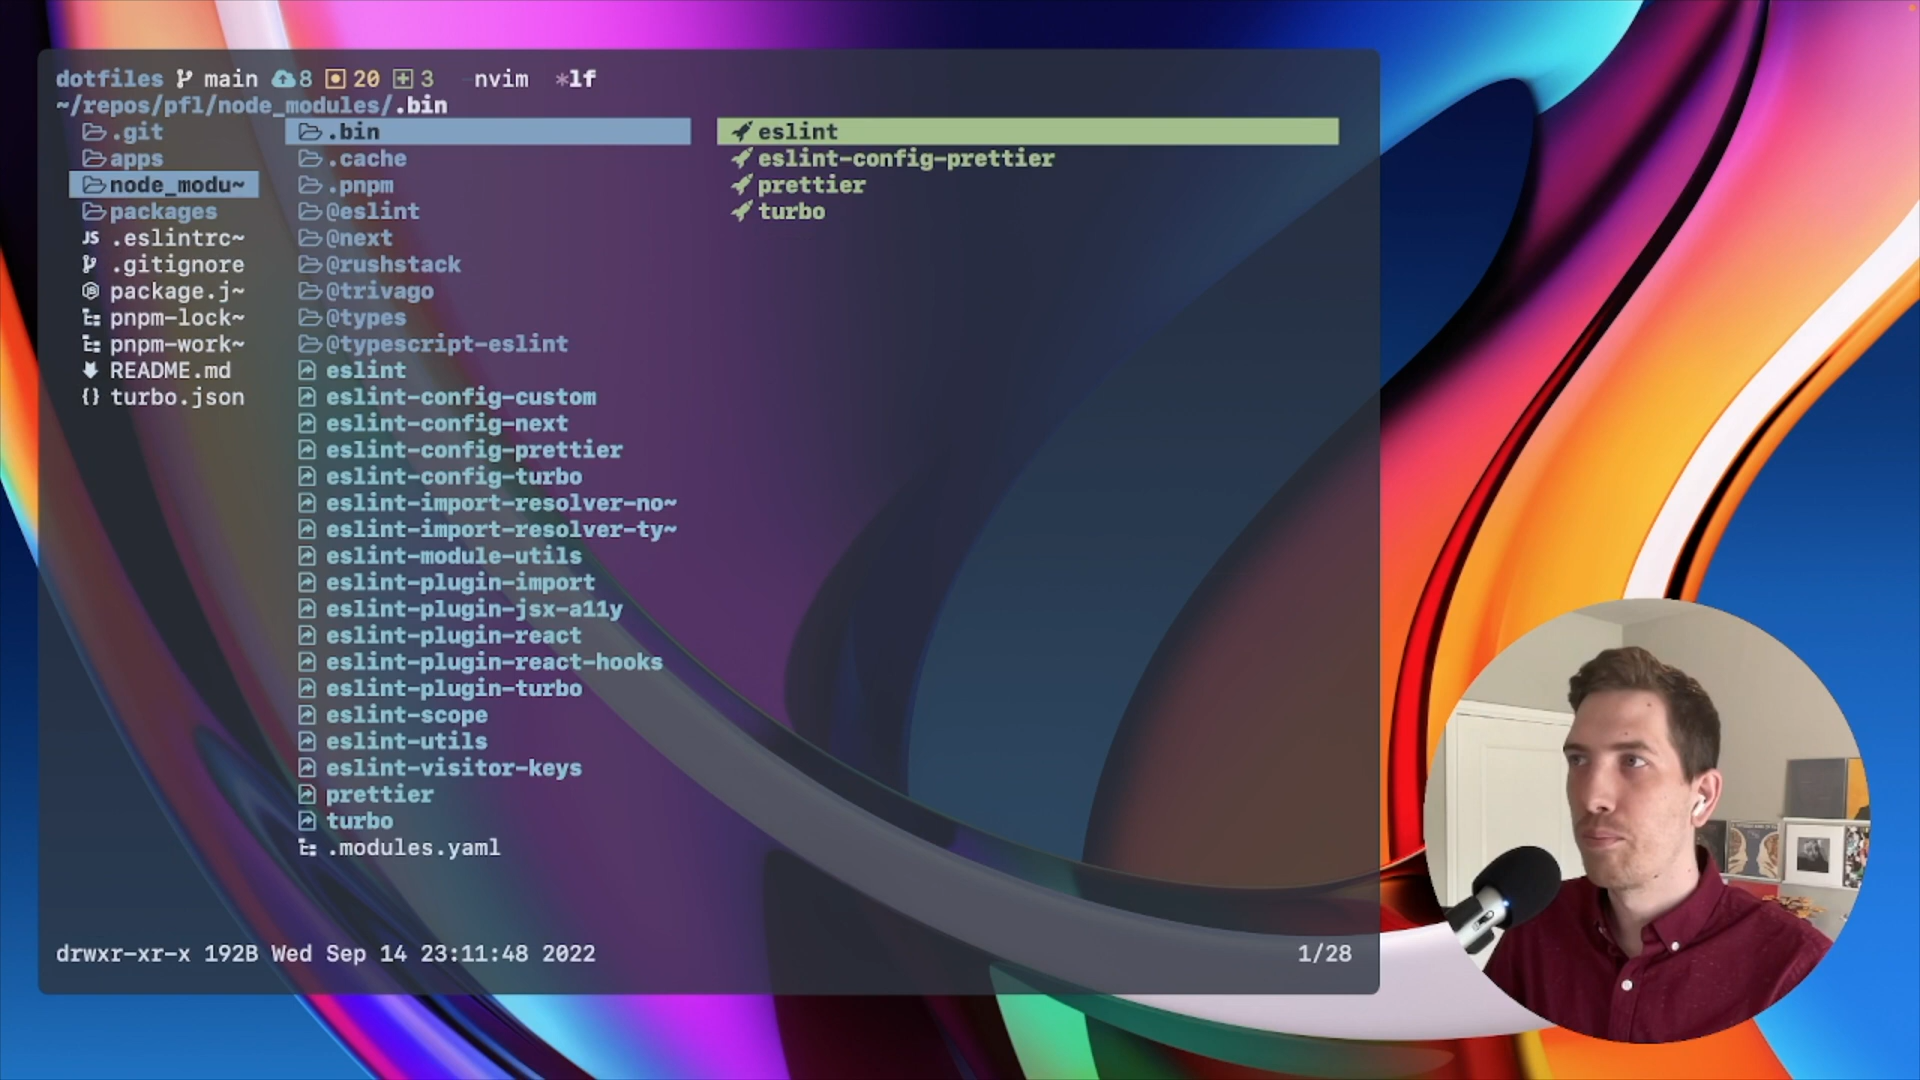 dotfiles main 8 20 3 -nvim *lf
~/repos/pfl/node_modules/.bin
.git
apps
node_modu~
packages
.eslintrc~
.gitignore
package.j~
pnpm-lock~
pnpm-work~
README.md
turbo.json
.bin
.cache
.pnpm
@eslint
@next
@rushstack
@trivago
@types
@typescript-eslint
eslint
eslint-config-custom
eslint-config-next
eslint-config-prettier
eslint-config-turbo
eslint-import-resolver-no~
eslint-import-resolver-ty~
eslint-module-utils
eslint-plugin-import
eslint-plugin-jsx-a11y
eslint-plugin-react
eslint-plugin-react-hooks
eslint-plugin-turbo
eslint-scope
eslint-utils
eslint-visitor-keys
prettier
turbo
.modules.yaml
eslint
eslint-config-prettier
prettier
turbo
drwxr-xr-x 192B Wed Sep 14 23:11:48 2022
1/28